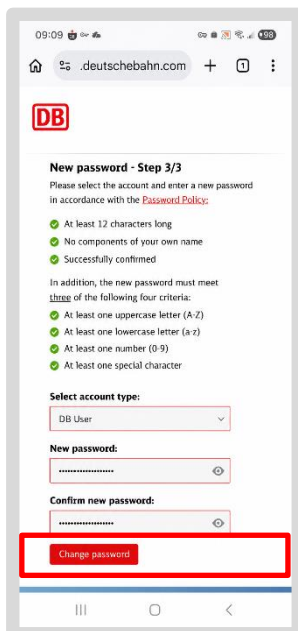 09:09
98
.deutschebahn.com
1
DB
New password - Step 3/3
Please select the account and enter a new password
in accordance with the Password Policy:
At least 12 characters long
No components of your own name
Successfully confirmed
In addition, the new password must meet
three of the following four criteria:
At least one uppercase letter (A-Z)
At least one lowercase letter (a-z)
At least one number (0-9)
At least one special character
Select account type:
DB User
New password:
Confirm new password:
Change password